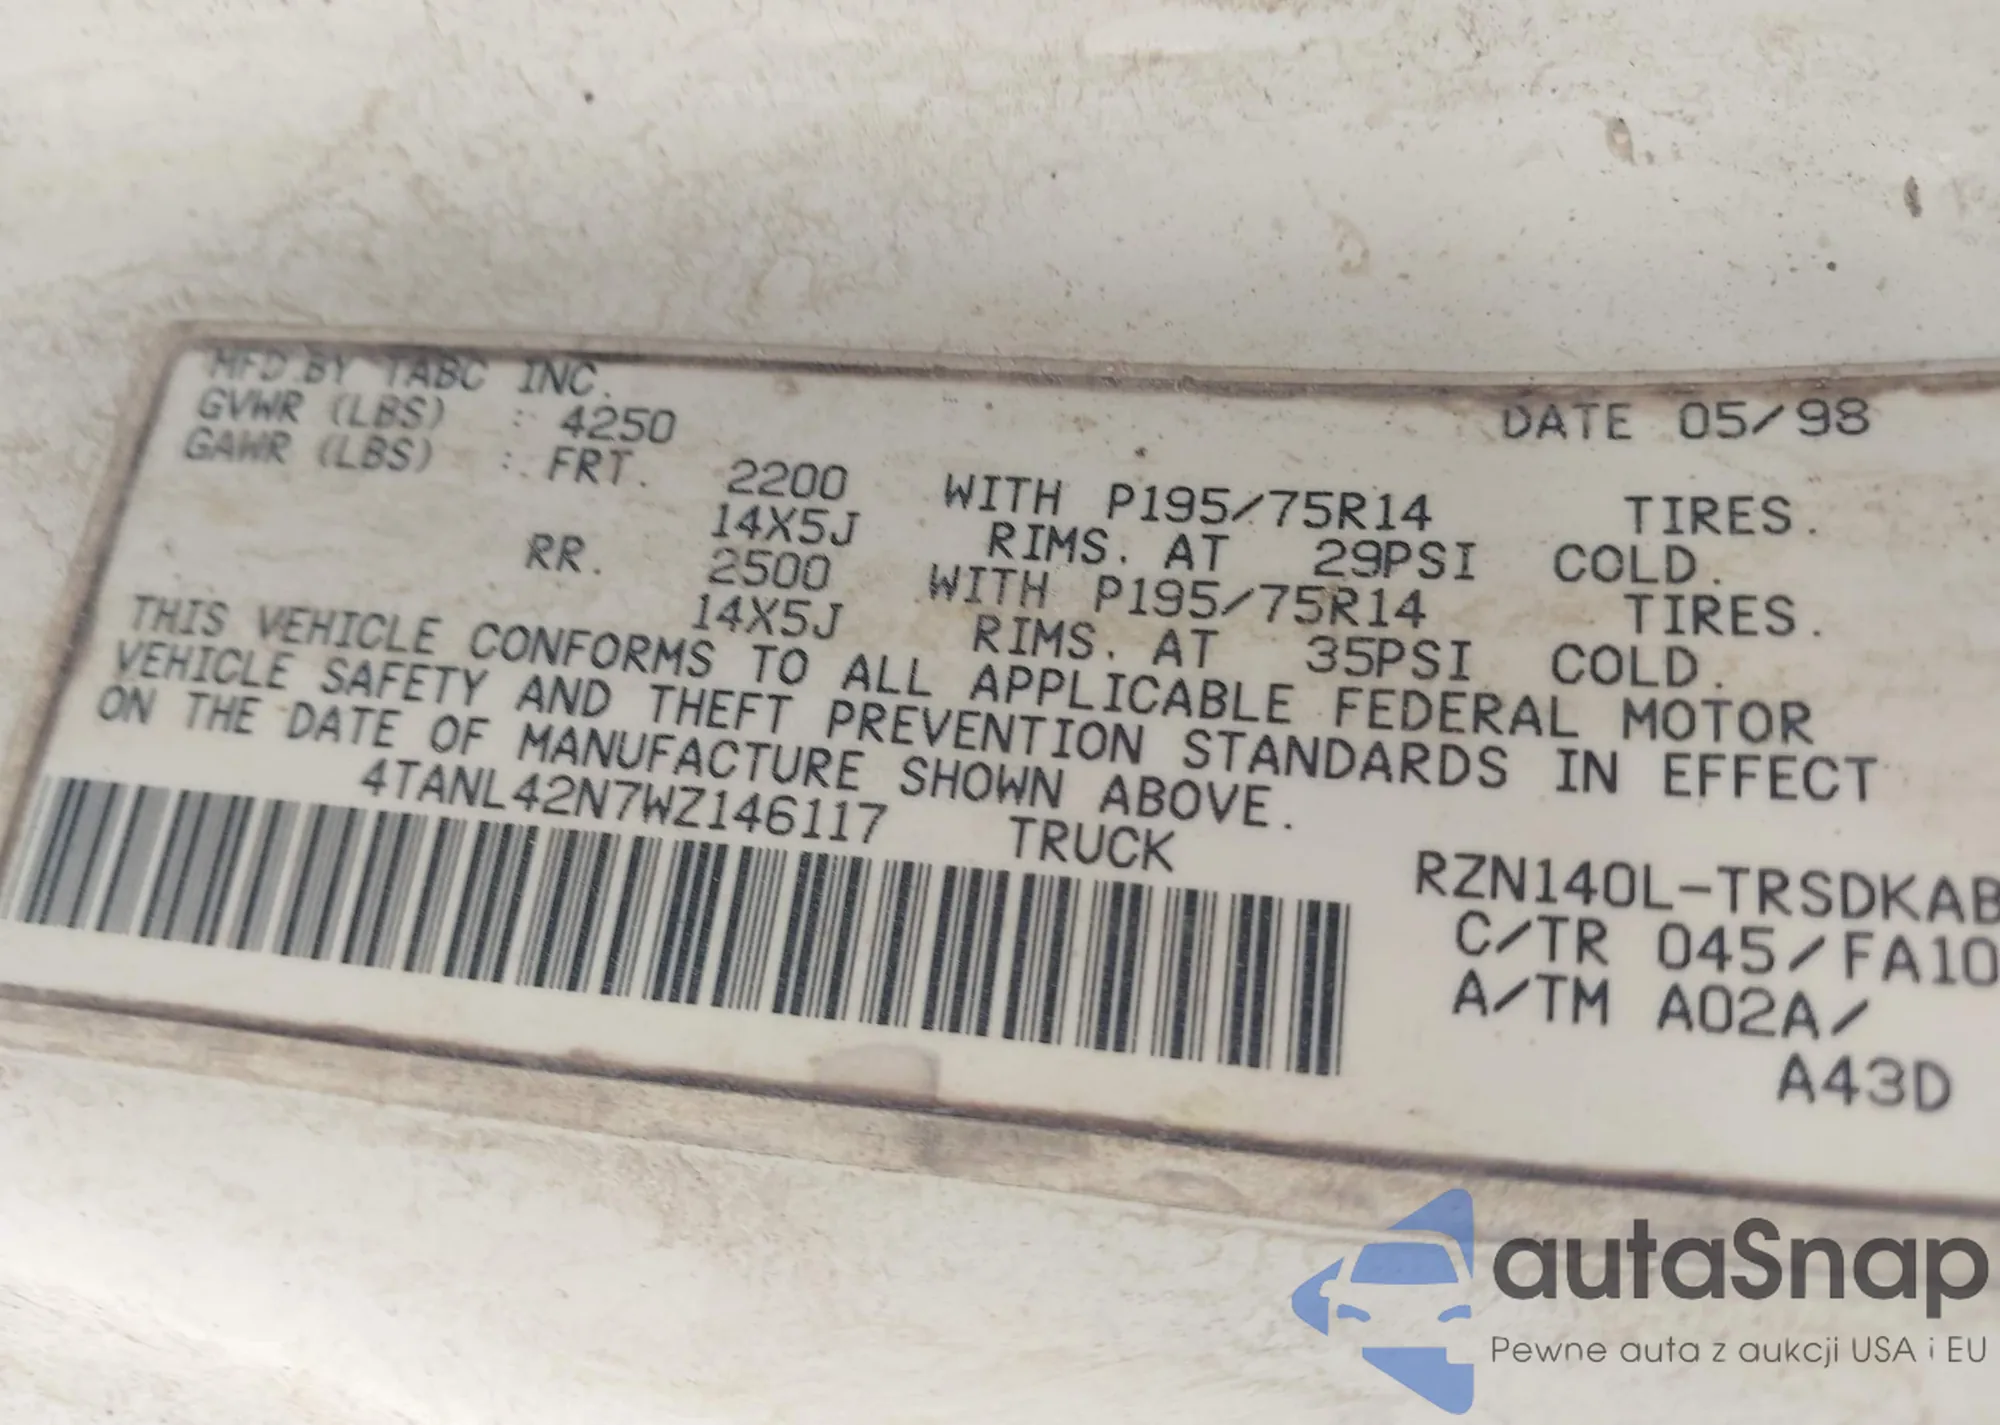 MFD.BY TABC INC. DATE 05/98
GVWR (LBS) : 4250
GAWR (LBS) : FRT. 2200 WITH P195/75R14 TIRES.
14X5J RIMS. AT 29PSI COLD.
RR. 2500 WITH P195/75R14 TIRES.
14X5J RIMS. AT 35PSI COLD.
THIS VEHICLE CONFORMS TO ALL APPLICABLE FEDERAL MOTOR
VEHICLE SAFETY AND THEFT PREVENTION STANDARDS IN EFFECT
ON THE DATE OF MANUFACTURE SHOWN ABOVE.
4TANL42N7WZ146117 TRUCK
RZN140L-TRSDKAB
C/TR 045/FA10
A/TM A02A/
A43D
autaSnap
Pewne auta z aukcji USA i EU